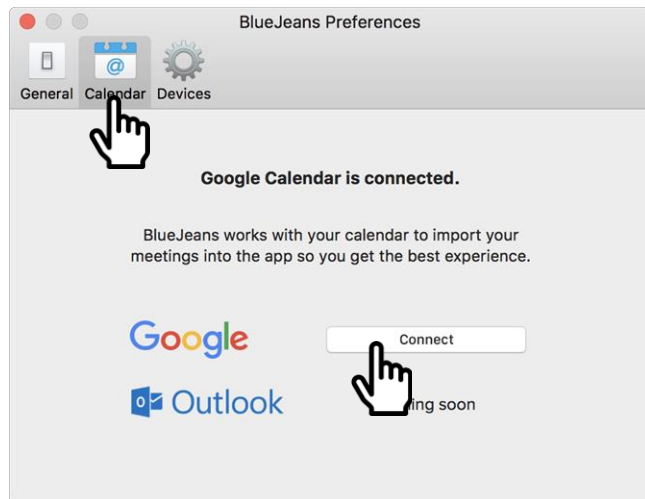 BlueJeans Preferences
@
General Calendar Devices
Google Calendar is connected.
BlueJeans works with your calendar to import your
meetings into the app so you get the best experience.
Google Connect
Outlook ing soon